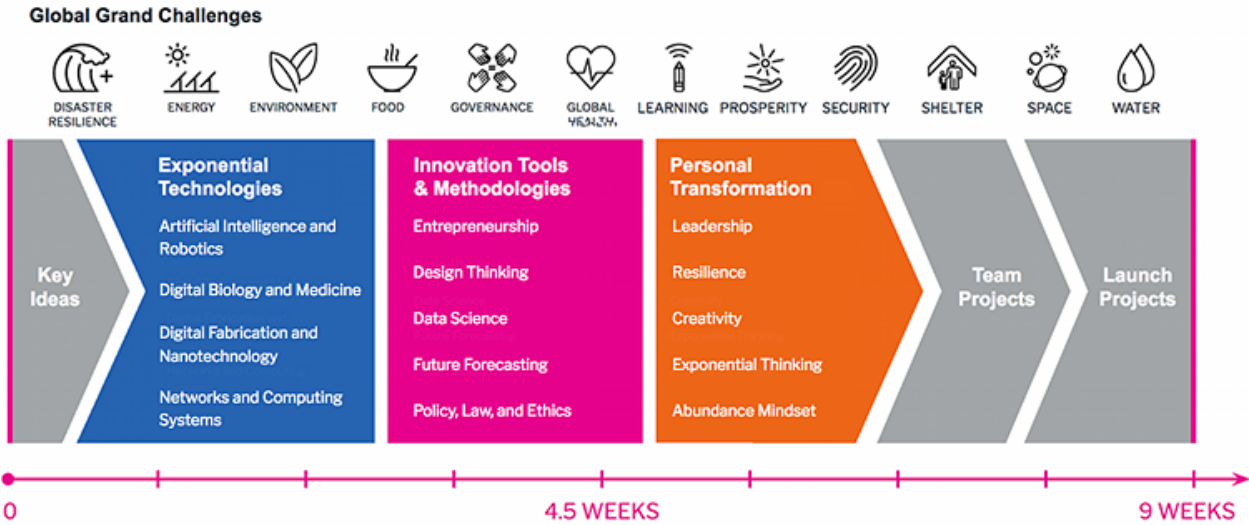 Global Grand Challenges
DISASTER
RESILIENCE
ENERGY
ENVIRONMENT
FOOD
GOVERNANCE
GLOBAL
LEARNING
PROSPERITY
SECURITY
SHELTER
SPACE
WATER
Key
Ideas
Exponential
Technologies
Artificial Intelligence and
Robotics
Digital Biology and Medicine
Digital Fabrication and
Nanotechnology
Networks and Computing
Systems
Innovation Tools
& Methodologies
Entrepreneurship
Design Thinking
Data Science
Future Forecasting
Policy, Law, and Ethics
Personal
Transformation
Leadership
Resilience
Creativity
Exponential Thinking
Abundance Mindset
Team
Projects
Launch
Projects
0
4.5 WEEKS
9 WEEKS